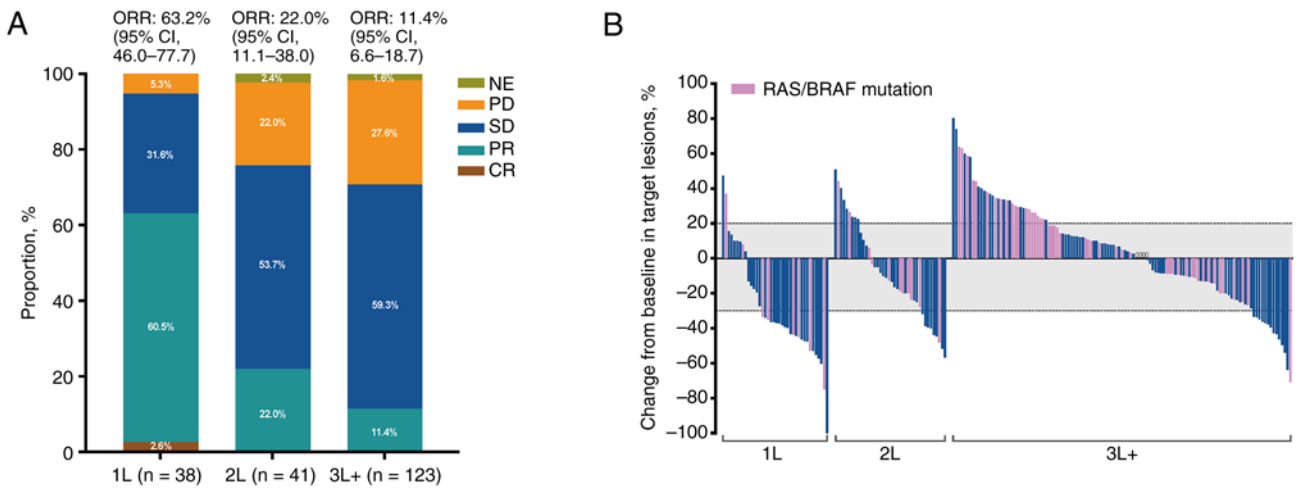 A
ORR: 63.2%
(95% CI,
46.0–77.7)
ORR: 22.0%
(95% CI,
11.1–38.0)
ORR: 11.4%
(95% CI,
6.6–18.7)
Proportion, %
100
80
60
40
20
0
5.3%
31.6%
60.5%
2.6%
2.4%
22.0%
53.7%
22.0%
1.6%
27.6%
59.3%
11.4%
NE
PD
SD
PR
CR
1L (n = 38)
2L (n = 41)
3L+ (n = 123)
B
RAS/BRAF mutation
Change from baseline in target lesions, %
100
80
60
40
20
0
−20
−40
−60
−80
−100
0000
1L
2L
3L+